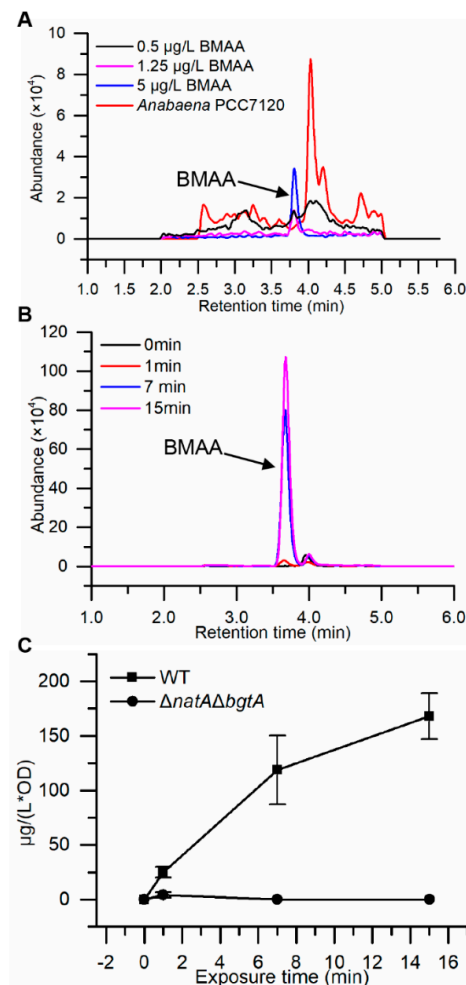 A
0.5 µg/L BMAA
1.25 µg/L BMAA
5 µg/L BMAA
Anabaena PCC7120
BMAA
Abundance (×10⁴)
10
8
6
4
2
0
1.0 1.5 2.0 2.5 3.0 3.5 4.0 4.5 5.0 5.5 6.0
Retention time (min)
B
0min
1min
7 min
15min
BMAA
Abundance (×10⁴)
120
100
80
60
40
20
0
1.0 2.0 3.0 4.0 5.0 6.0
Retention time (min)
C
WT
ΔnatAΔbgtA
µg/(L*OD)
200
150
100
50
0
-2 0 2 4 6 8 10 12 14 16
Exposure time (min)